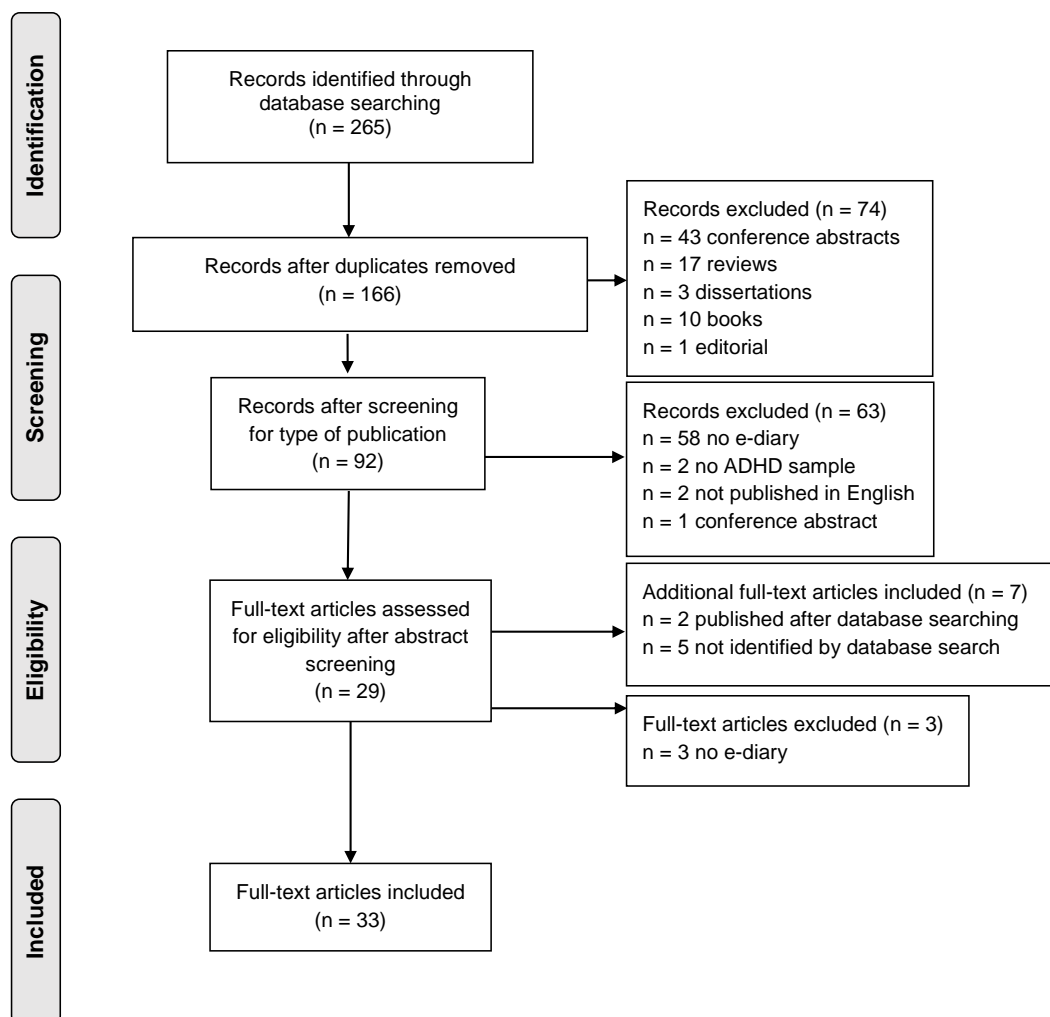 Identification
Records identified through
database searching
(n = 265)
Records after duplicates removed
(n = 166)
Records excluded (n = 74)
n = 43 conference abstracts
n = 17 reviews
n = 3 dissertations
n = 10 books
n = 1 editorial
Screening
Records after screening
for type of publication
(n = 92)
Records excluded (n = 63)
n = 58 no e-diary
n = 2 no ADHD sample
n = 2 not published in English
n = 1 conference abstract
Eligibility
Full-text articles assessed
for eligibility after abstract
screening
(n = 29)
Additional full-text articles included (n = 7)
n = 2 published after database searching
n = 5 not identified by database search
Full-text articles excluded (n = 3)
n = 3 no e-diary
Included
Full-text articles included
(n = 33)